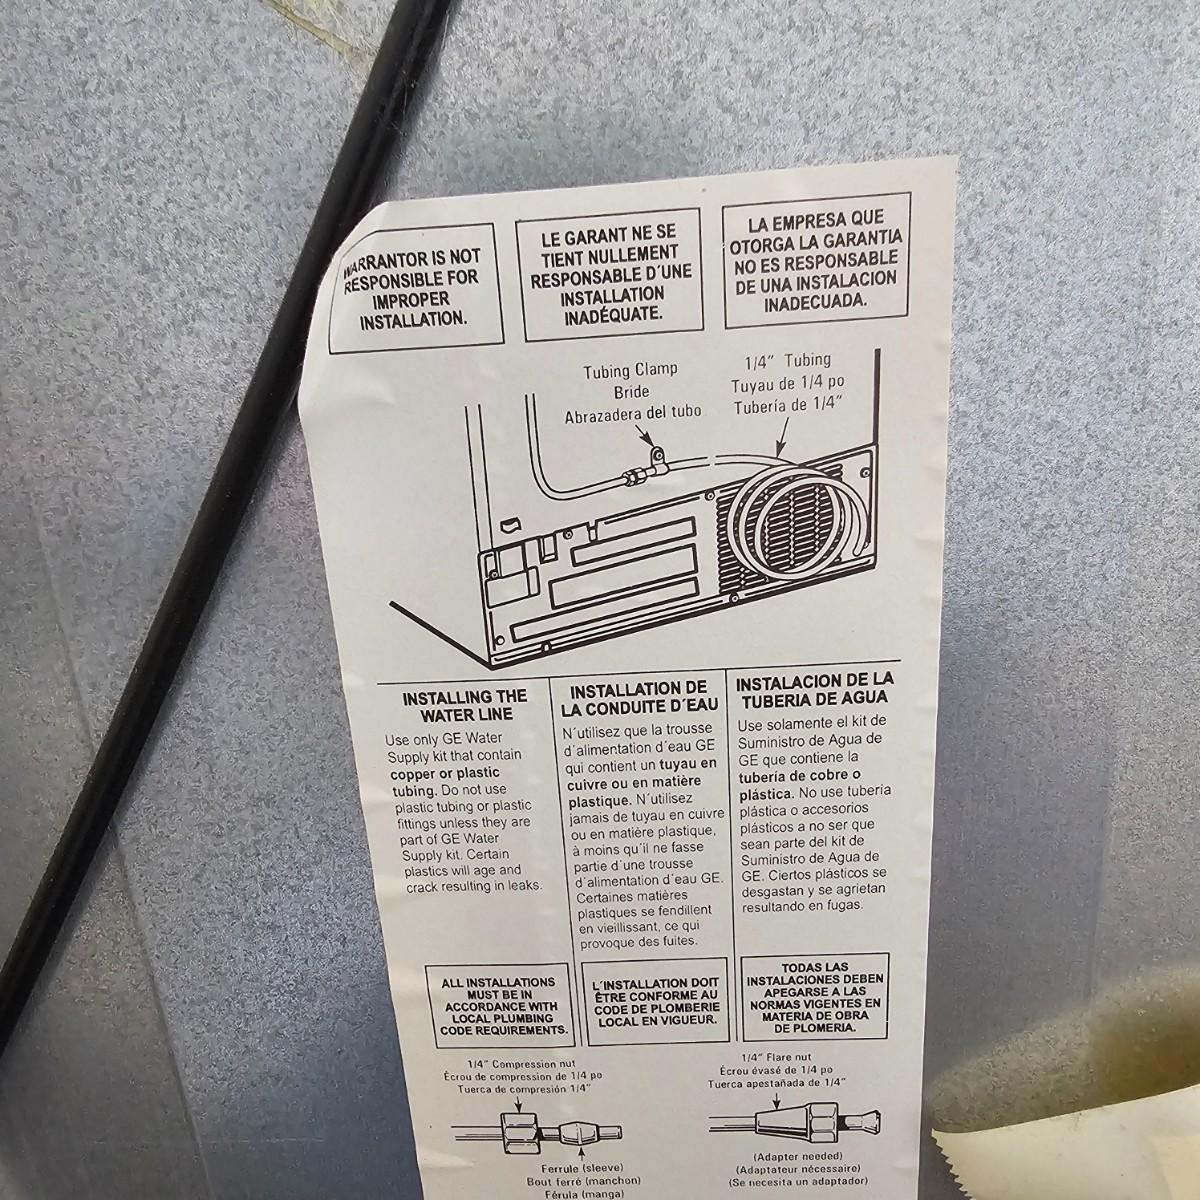 WARRANTOR IS NOT
RESPONSIBLE FOR
IMPROPER
INSTALLATION.
LE GARANT NE SE
TIENT NULLEMENT
RESPONSABLE D´UNE
INSTALLATION
INADÉQUATE.
LA EMPRESA QUE
OTORGA LA GARANTIA
NO ES RESPONSABLE
DE UNA INSTALACION
INADECUADA.
Tubing Clamp
Bride
Abrazadera del tubo
1/4″ Tubing
Tuyau de 1/4 po
Tubería de 1/4″
INSTALLING THE
WATER LINE
Use only GE Water
Supply kit that contain
copper or plastic
tubing. Do not use
plastic tubing or plastic
fittings unless they are
part of GE Water
Supply kit. Certain
plastics will age and
crack resulting in leaks.
INSTALLATION DE
LA CONDUITE D´EAU
N´utilisez que la trousse
d´alimentation d´eau GE
qui contient un tuyau en
cuivre ou en matière
plastique. N´utilisez
jamais de tuyau en cuivre
ou en matière plastique,
à moins qu´il ne fasse
partie d´une trousse
d´alimentation d´eau GE.
Certaines matières
plastiques se fendillent
en vieillissant, ce qui
provoque des fuites.
INSTALACION DE LA
TUBERIA DE AGUA
Use solamente el kit de
Suministro de Agua de
GE que contiene la
tubería de cobre o
plástica. No use tubería
plástica o accesorios
plásticos a no ser que
sean parte del kit de
Suministro de Agua de
GE. Ciertos plásticos se
desgastan y se agrietan
resultando en fugas.
ALL INSTALLATIONS
MUST BE IN
ACCORDANCE WITH
LOCAL PLUMBING
CODE REQUIREMENTS.
L´INSTALLATION DOIT
ÊTRE CONFORME AU
CODE DE PLOMBERIE
LOCAL EN VIGUEUR.
TODAS LAS
INSTALACIONES DEBEN
APEGARSE A LAS
NORMAS VIGENTES EN
MATERIA DE OBRA
DE PLOMERIA.
1/4″ Compression nut
Écrou de compression de 1/4 po
Tuerca de compresión 1/4″
1/4″ Flare nut
Écrou évasé de 1/4 po
Tuerca apestañada de 1/4″
Ferrule (sleeve)
Bout ferré (manchon)
Férula (manga)
(Adapter needed)
(Adaptateur nécessaire)
(Se necesita un adaptador)